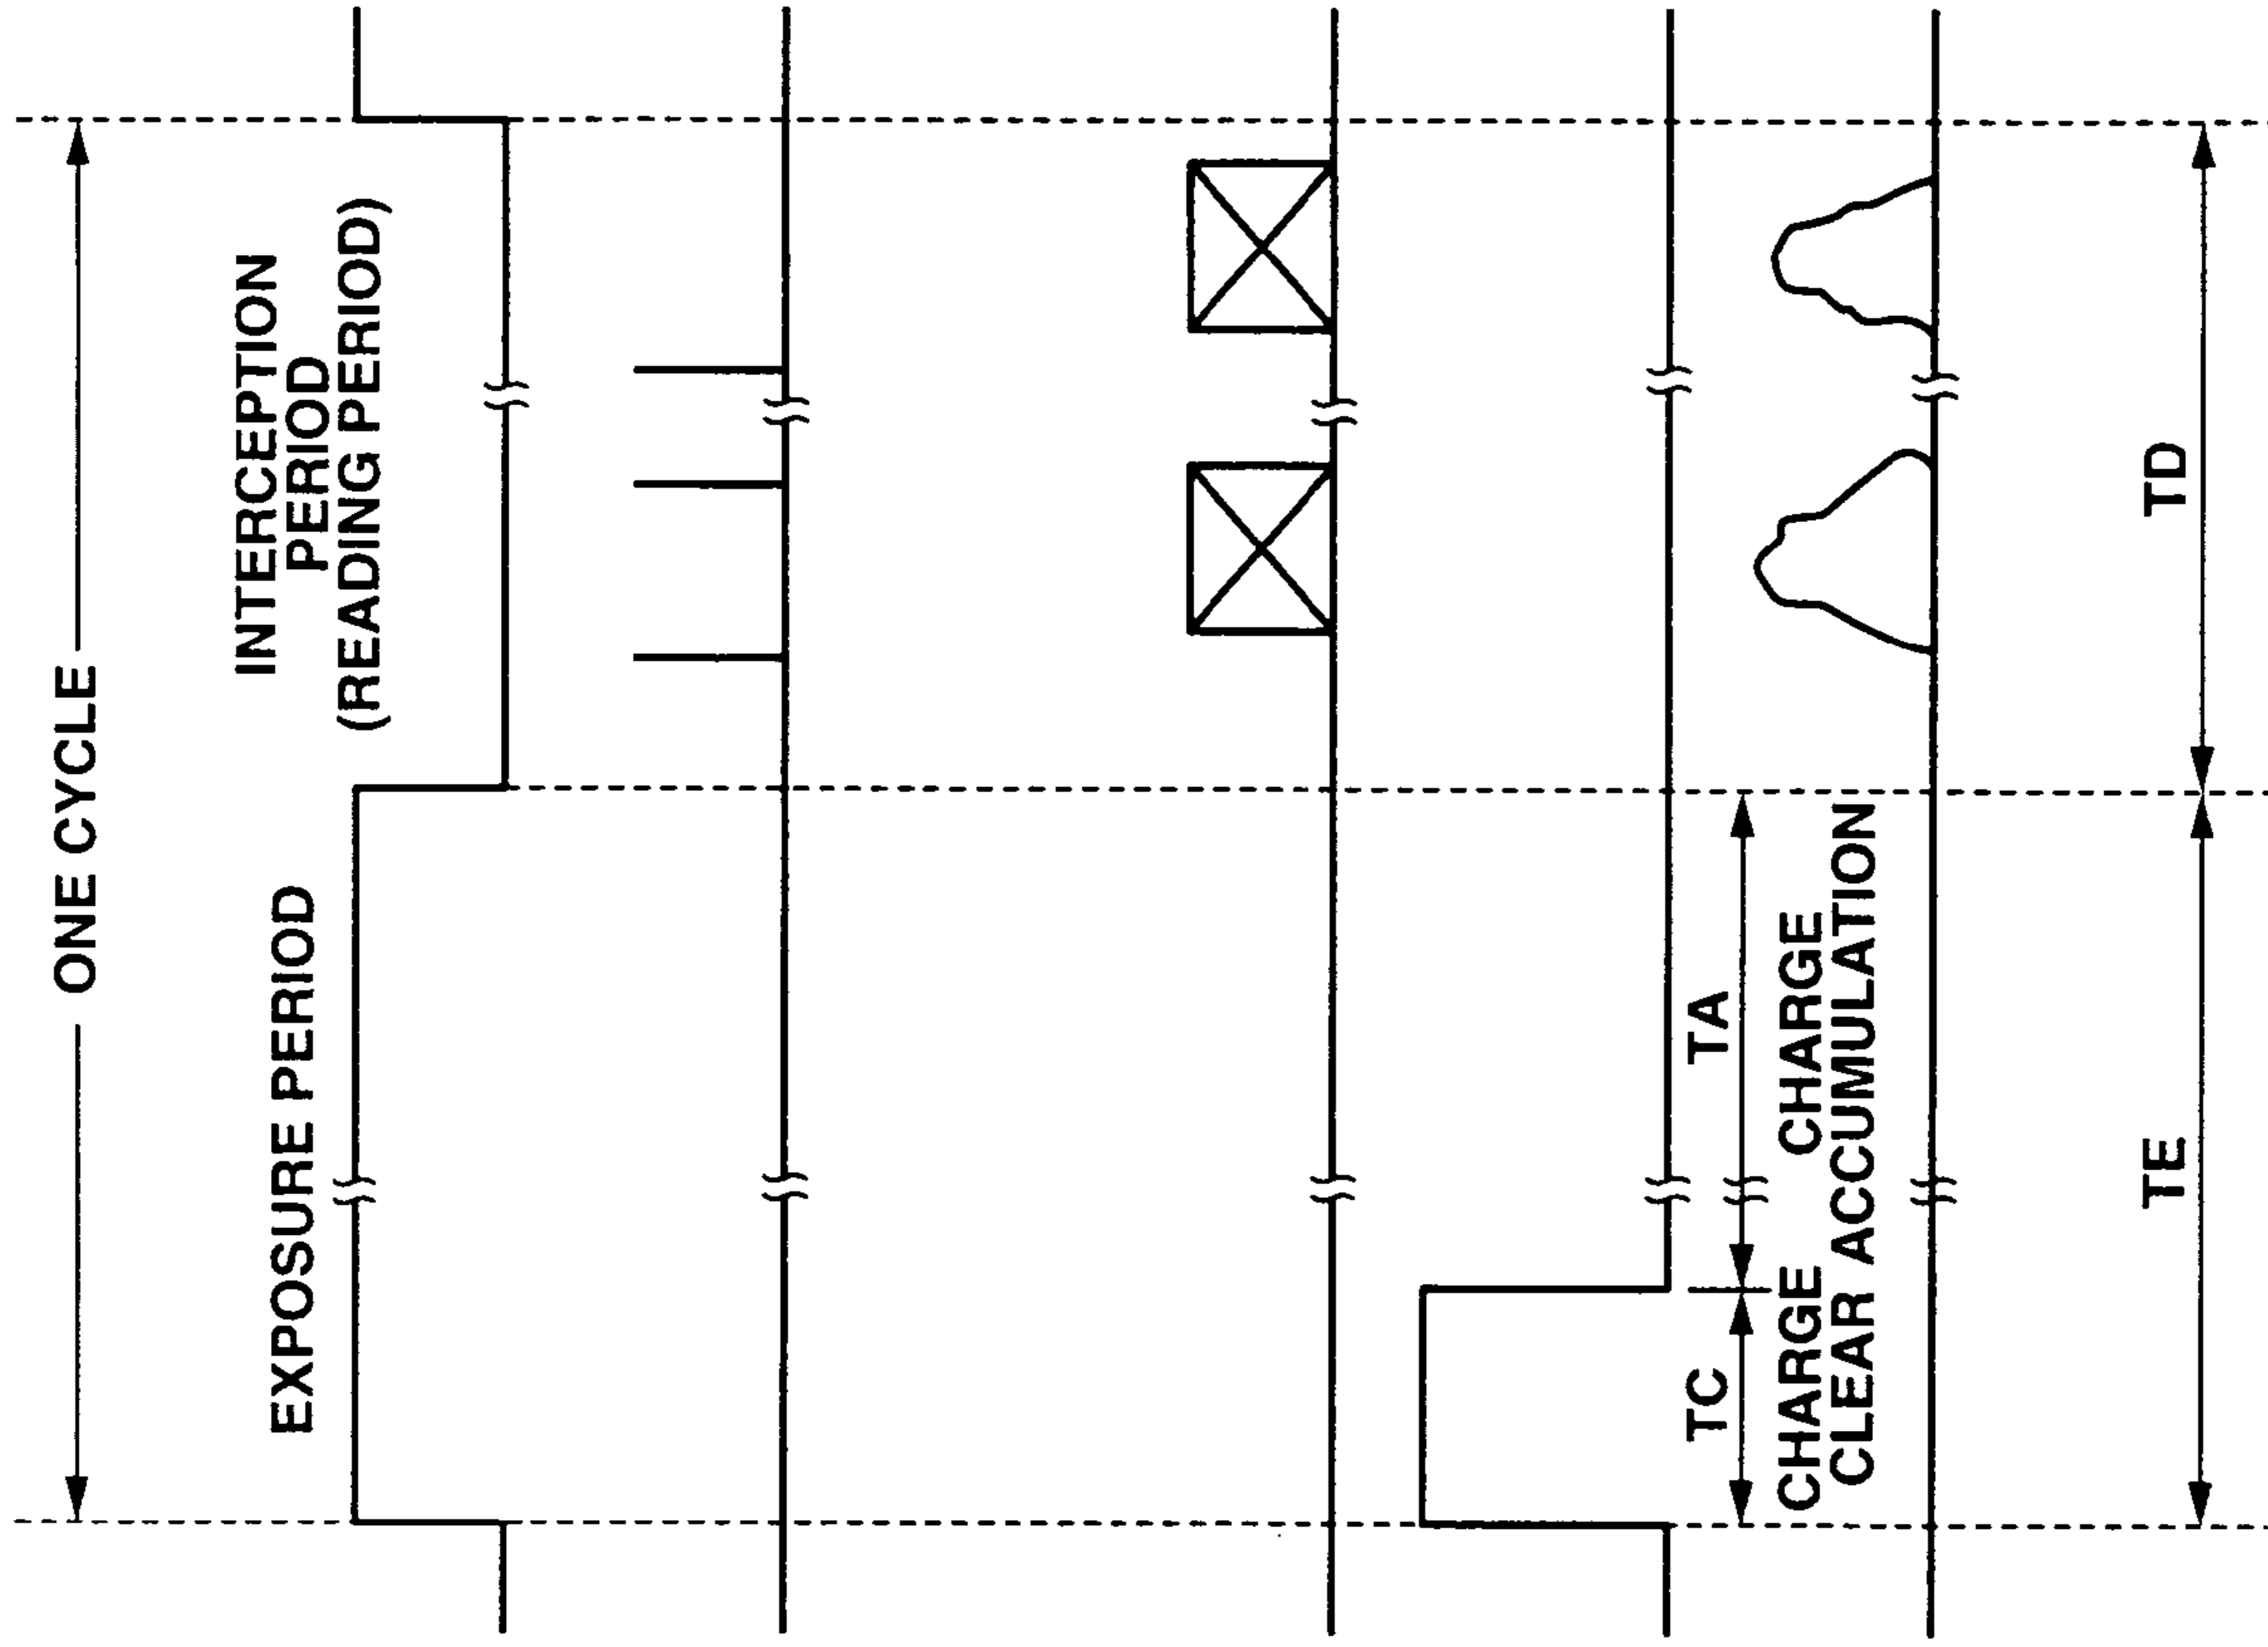 ONE CYCLE
EXPOSURE PERIOD
INTERCEPTION
PERIOD
(READING PERIOD)
TC
TA
CHARGE
CLEAR
CHARGE
ACCUMULATION
TE
TD